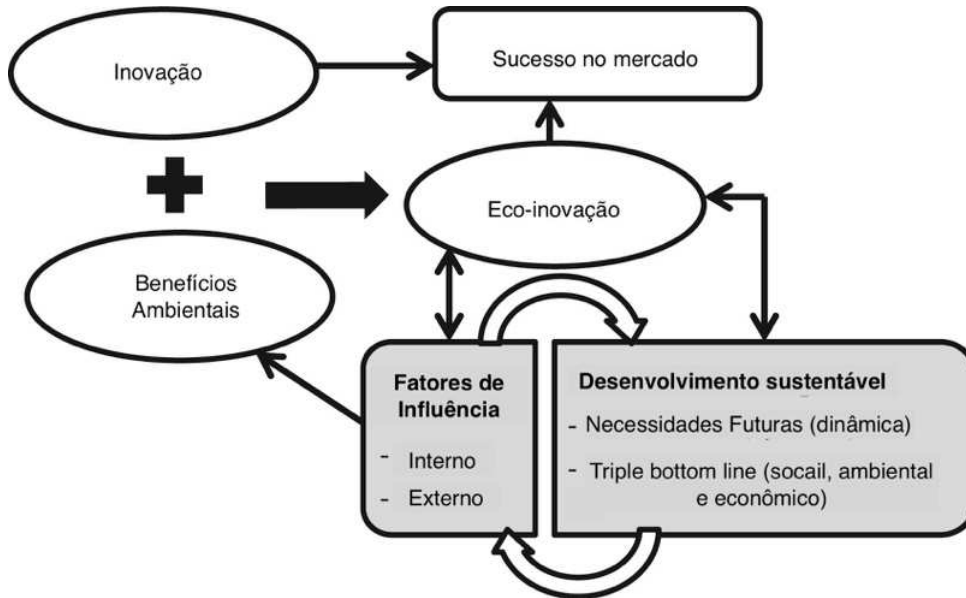 Inovação
Sucesso no mercado
Eco-inovação
Benefícios
Ambientais
Fatores de
Influência
- Interno
- Externo
Desenvolvimento sustentável
- Necessidades Futuras (dinâmica)
- Triple bottom line (socail, ambiental
e econômico)